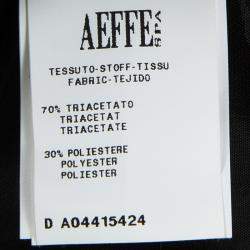 AEFFE SPA
TESSUTO-STOFF-TISSU
FABRIC-TEJIDO
70% TRIACETATO
TRIACETAT
TRIACETATE
30% POLIESTERE
POLYESTER
POLIESTER
D A04415424